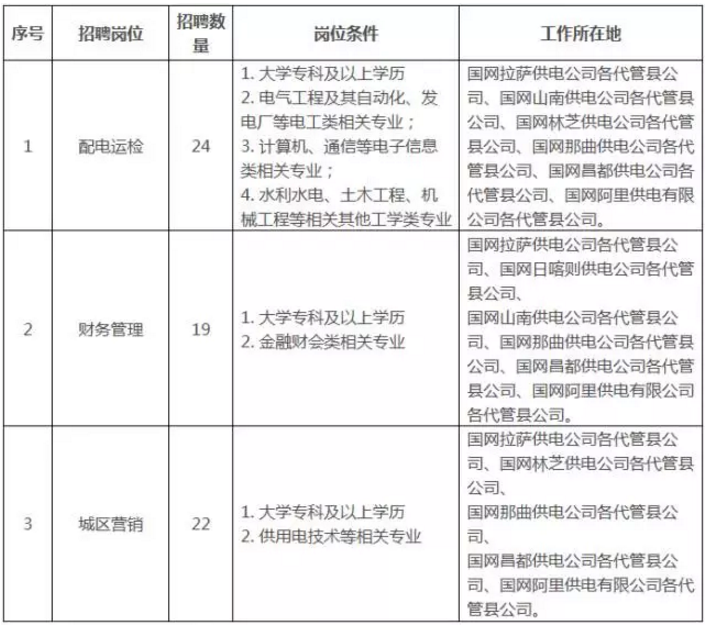 序号
招聘岗位
招聘数
量
岗位条件
工作所在地
1
配电运检
24
1. 大学专科及以上学历
2. 电气工程及其自动化、发
电厂等电工类相关专业；
3. 计算机、通信等电子信息
类相关专业；
4. 水利水电、土木工程、机
械工程等相关其他工学类专业
国网拉萨供电公司各代管县公
司、国网山南供电公司各代管县
公司、国网林芝供电公司各代管
县公司、国网那曲供电公司各代
管县公司、国网昌都供电公司各
代管县公司、国网阿里供电有限
公司各代管县公司。
2
财务管理
19
1. 大学专科及以上学历
2. 金融财会类相关专业
国网拉萨供电公司各代管县公
司、国网日喀则供电公司各代管
县公司、
国网山南供电公司各代管县公
司、国网那曲供电公司各代管县
公司、国网昌都供电公司各代管
县公司、国网阿里供电有限公司
各代管县公司。
3
城区营销
22
1. 大学专科及以上学历
2. 供用电技术等相关专业
国网拉萨供电公司各代管县公
司、国网林芝供电公司各代管县
公司、
国网那曲供电公司各代管县公
司、
国网昌都供电公司各代管县公
司、国网阿里供电有限公司各代
管县公司。